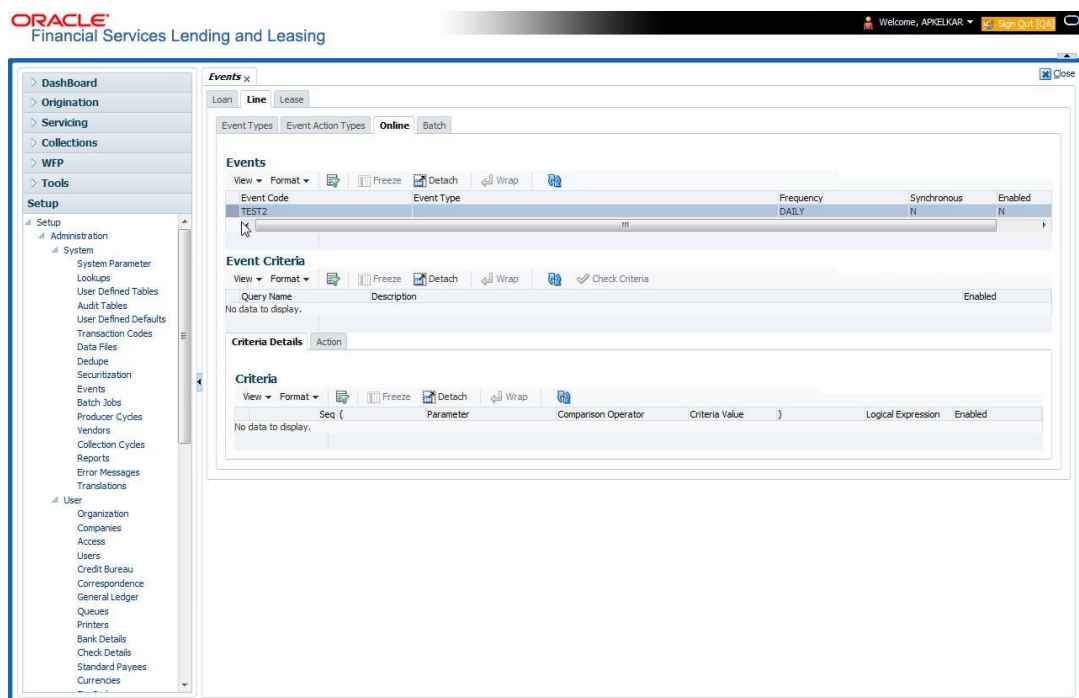 ORACLE
Financial Services Lending and Leasing
Welcome, APKELKAR
Sign Out [QA]
DashBoard
Origination
Servicing
Collections
WFP
Tools
Setup
Setup
Administration
System
System Parameter
Lookups
User Defined Tables
Audit Tables
User Defined Defaults
Transaction Codes
Data Files
Dedupe
Securitization
Events
Batch Jobs
Producer Cycles
Vendors
Collection Cycles
Reports
Error Messages
Translations
User
Organization
Companies
Access
Users
Credit Bureau
Correspondence
General Ledger
Queues
Printers
Bank Details
Check Details
Standard Payees
Currencies
Events
Close
Loan Line Lease
Event Types Event Action Types Online Batch
Events
View Format Freeze Detach Wrap
Event Code Event Type Frequency Synchronous Enabled
TEST2 DAILY N N
Event Criteria
View Format Freeze Detach Wrap Check Criteria
Query Name Description Enabled
No data to display.
Criteria Details Action
Criteria
View Format Freeze Detach Wrap
Seq ( Parameter Comparison Operator Criteria Value ) Logical Expression Enabled
No data to display.